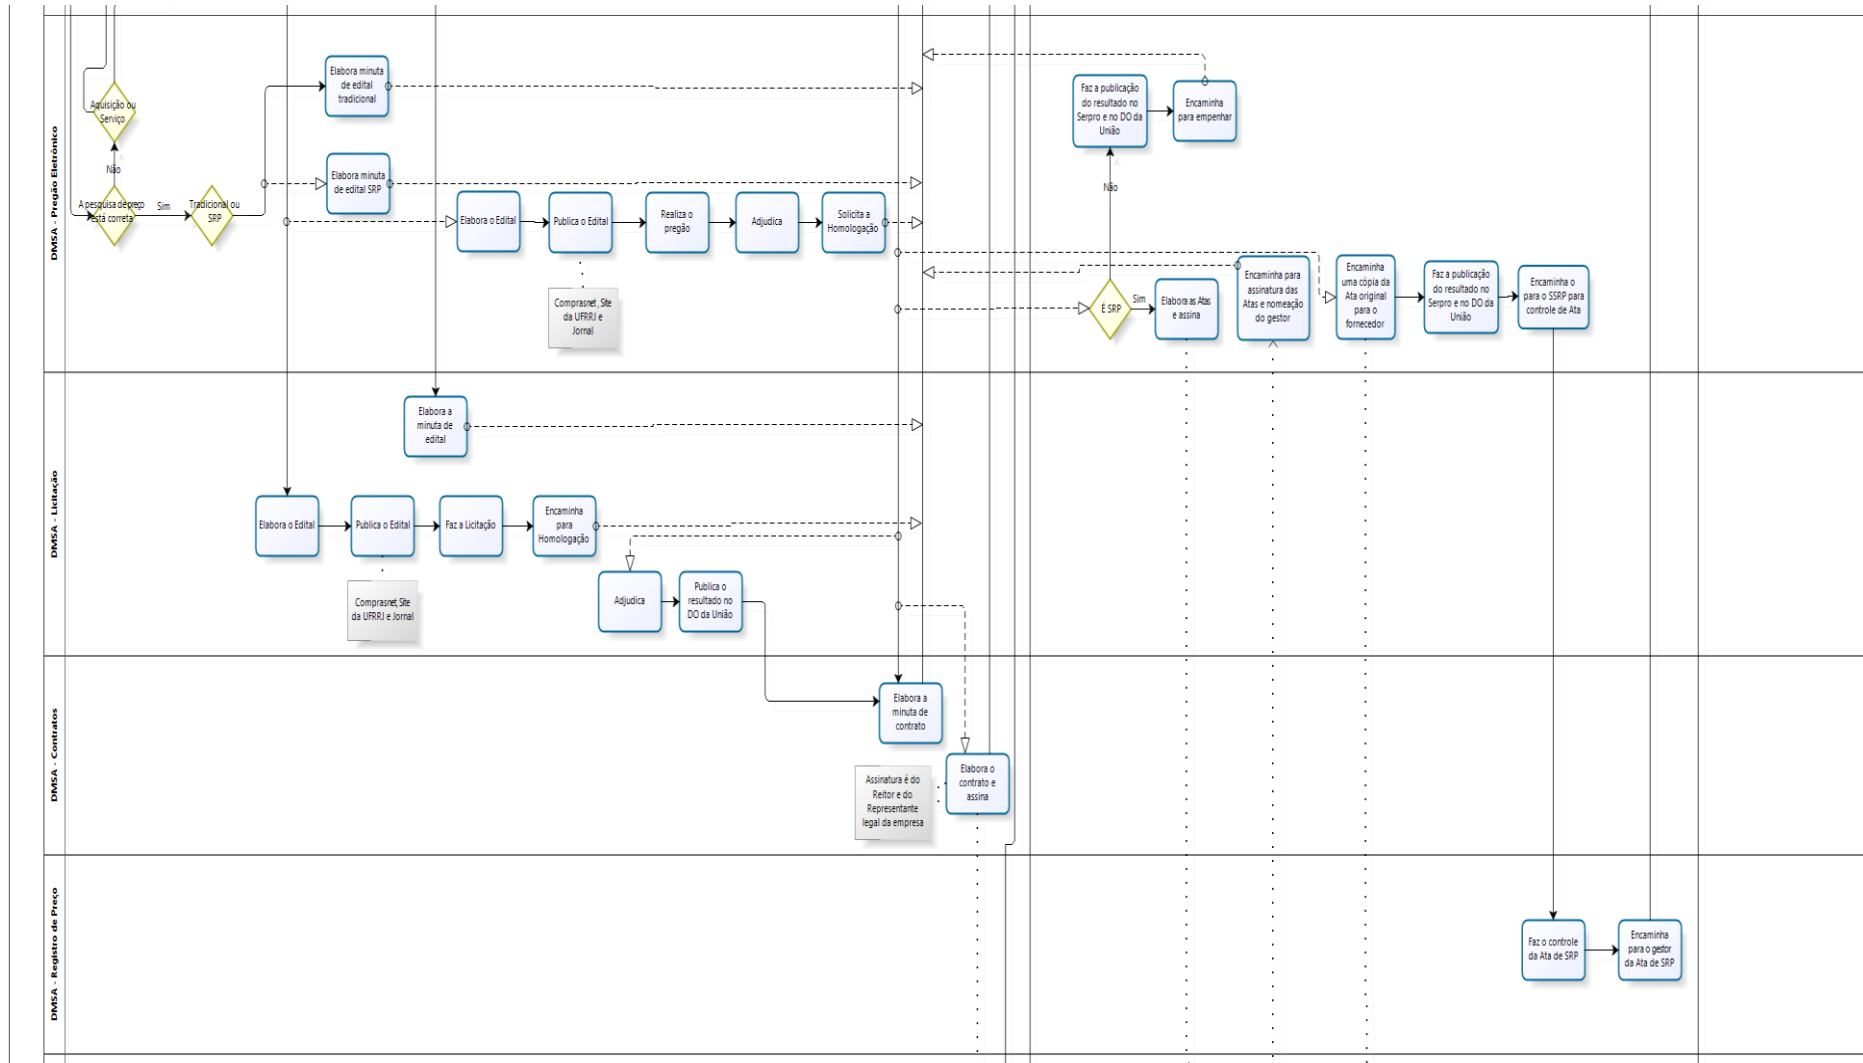 DMSA - Pregão Eletrônico
Aquisição ou
Serviço
Não
A pesquisa de preço
está correta
Sim
Tradicional ou
SRP
Elabora minuta
de edital
tradicional
Elabora minuta
de edital SRP
Elabora o Edital
Publica o Edital
Realiza o
pregão
Adjudica
Solicita a
Homologação
Comprasnet, Site
da UFRRJ e
Jornal
Faz a publicação
do resultado no
Serpro e no DO da
União
Encaminha
para empenhar
Não
É SRP
Sim
Elabora as Atas
e assina
Encaminha para
assinatura das
Atas e nomeação
do gestor
Encaminha
uma cópia da
Ata original
para o
fornecedor
Faz a publicação
do resultado no
Serpro e no DO da
União
Encaminha o
para o SSRP para
controle de Ata
DMSA - Licitação
Elabora a
minuta de
edital
Elabora o Edital
Publica o Edital
Faz a Licitação
Encaminha
para
Homologação
Comprasnet, Site
da UFRRJ e Jornal
Adjudica
Publica o
resultado no
DO da União
DMSA - Contratos
Elabora a
minuta de
contrato
Assinatura é do
Reitor e do
Representante
legal da empresa
Elabora o
contrato e
assina
DMSA - Registro de Preço
Faz o controle
da Ata de SRP
Encaminha
para o gestor
da Ata de SRP